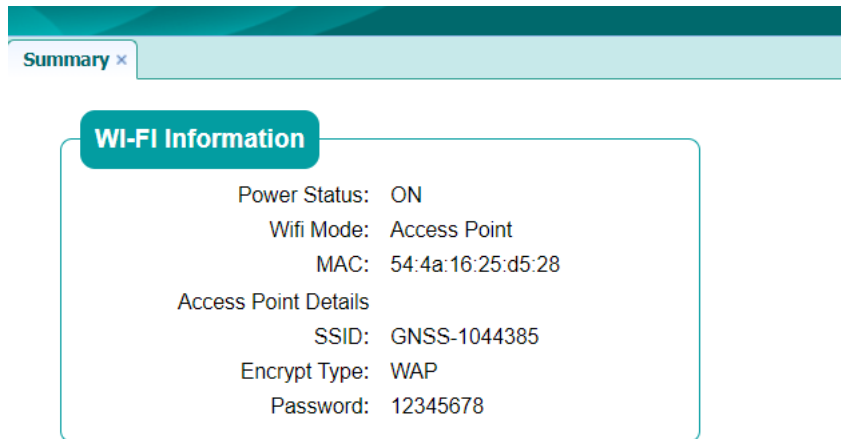 Summary ×
WI-FI Information
Power Status: ON
Wifi Mode: Access Point
MAC: 54:4a:16:25:d5:28
Access Point Details
SSID: GNSS-1044385
Encrypt Type: WAP
Password: 12345678